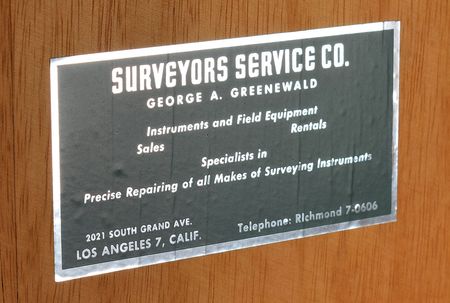 SURVEYORS SERVICE CO.
GEORGE A. GREENEWALD
Instruments and Field Equipment
Sales Rentals
Specialists in
Precise Repairing of all Makes of Surveying Instruments
2021 SOUTH GRAND AVE. Telephone: RIchmond 7-0606
LOS ANGELES 7, CALIF.